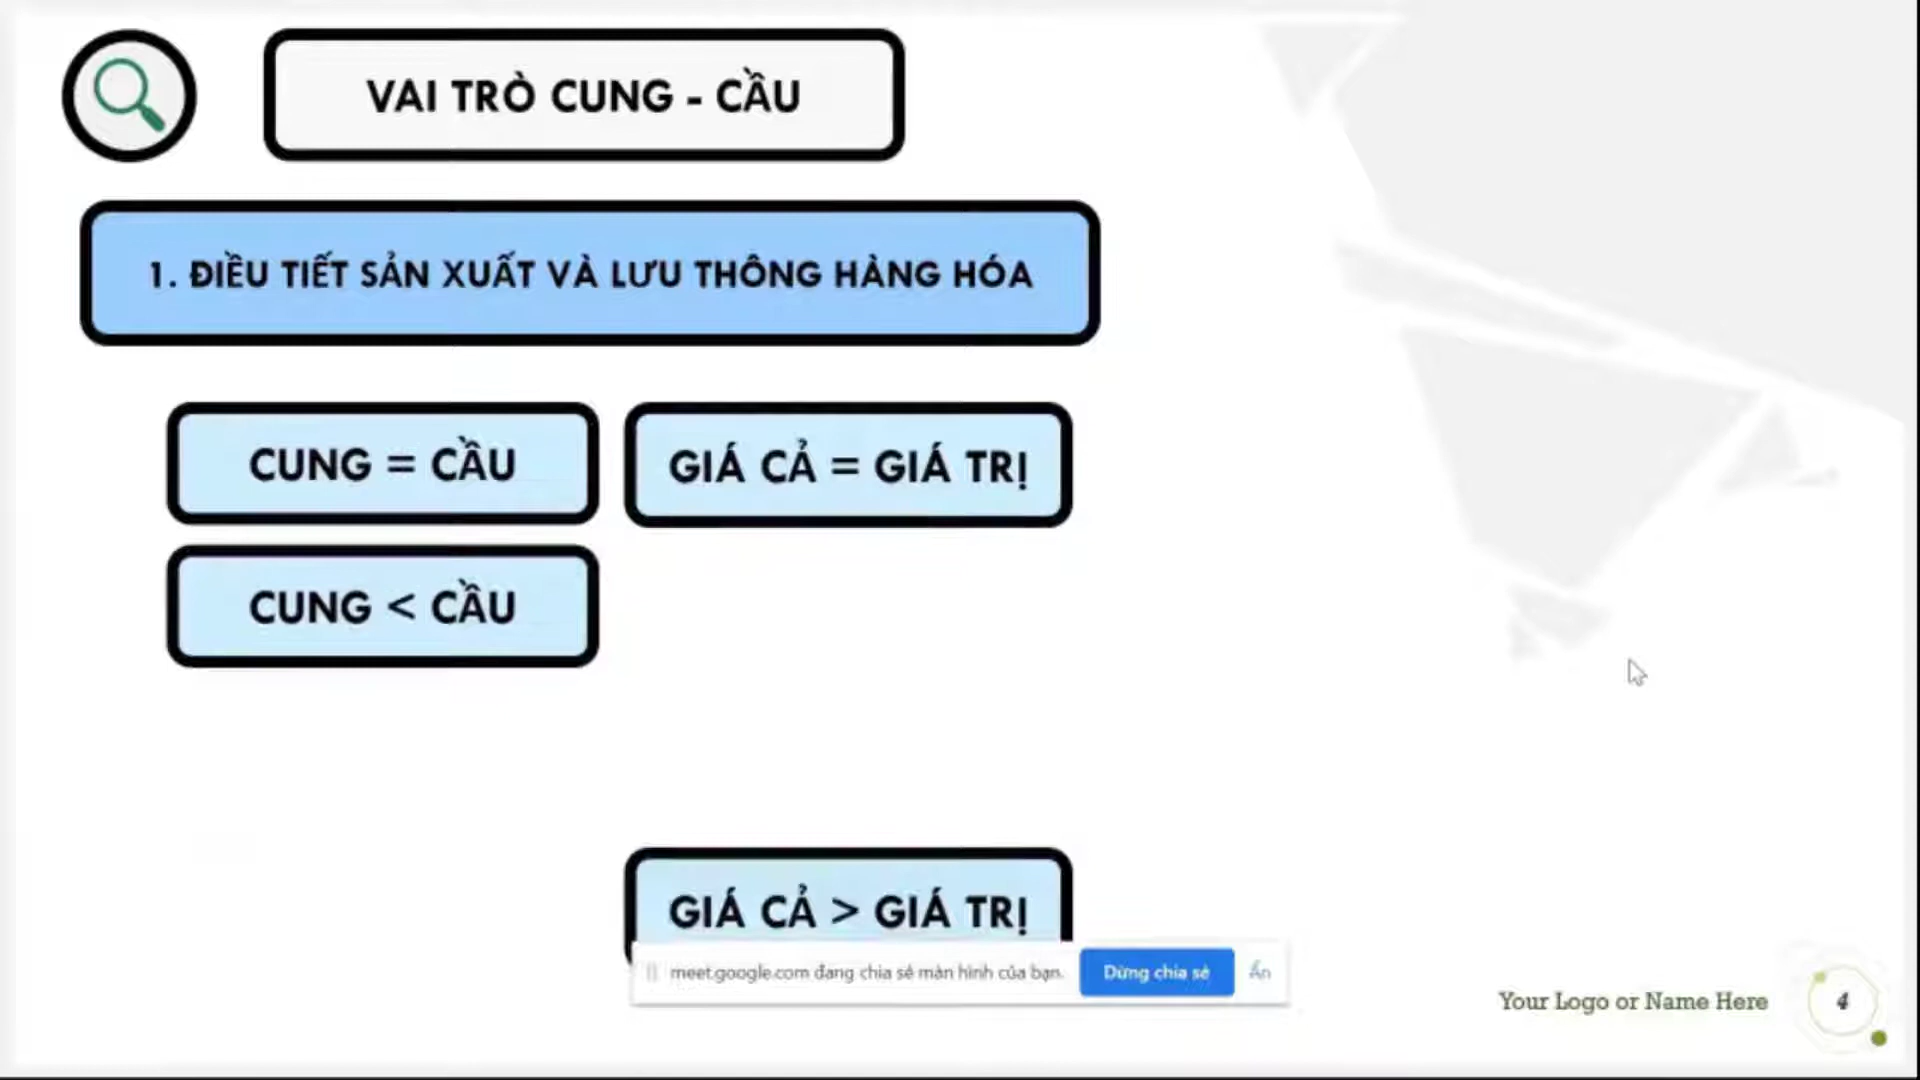 VAI TRÒ CUNG - CẦU
1. ĐIỀU TIẾT SẢN XUẤT VÀ LƯU THÔNG HÀNG HÓA
CUNG = CẦU
GIÁ CẢ = GIÁ TRỊ
CUNG < CẦU
GIÁ CẢ > GIÁ TRỊ
meet.google.com đang chia sẻ màn hình của bạn.
Dừng chia sẻ
Ẩn
Your Logo or Name Here
4